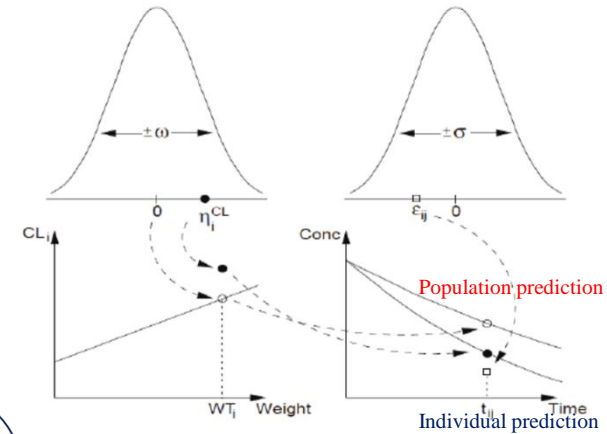 ±ω
±σ
0
η_i^CL
ε_ij
0
CL_i
Conc
Population prediction
WT_i
Weight
t_ij
Time
Individual prediction